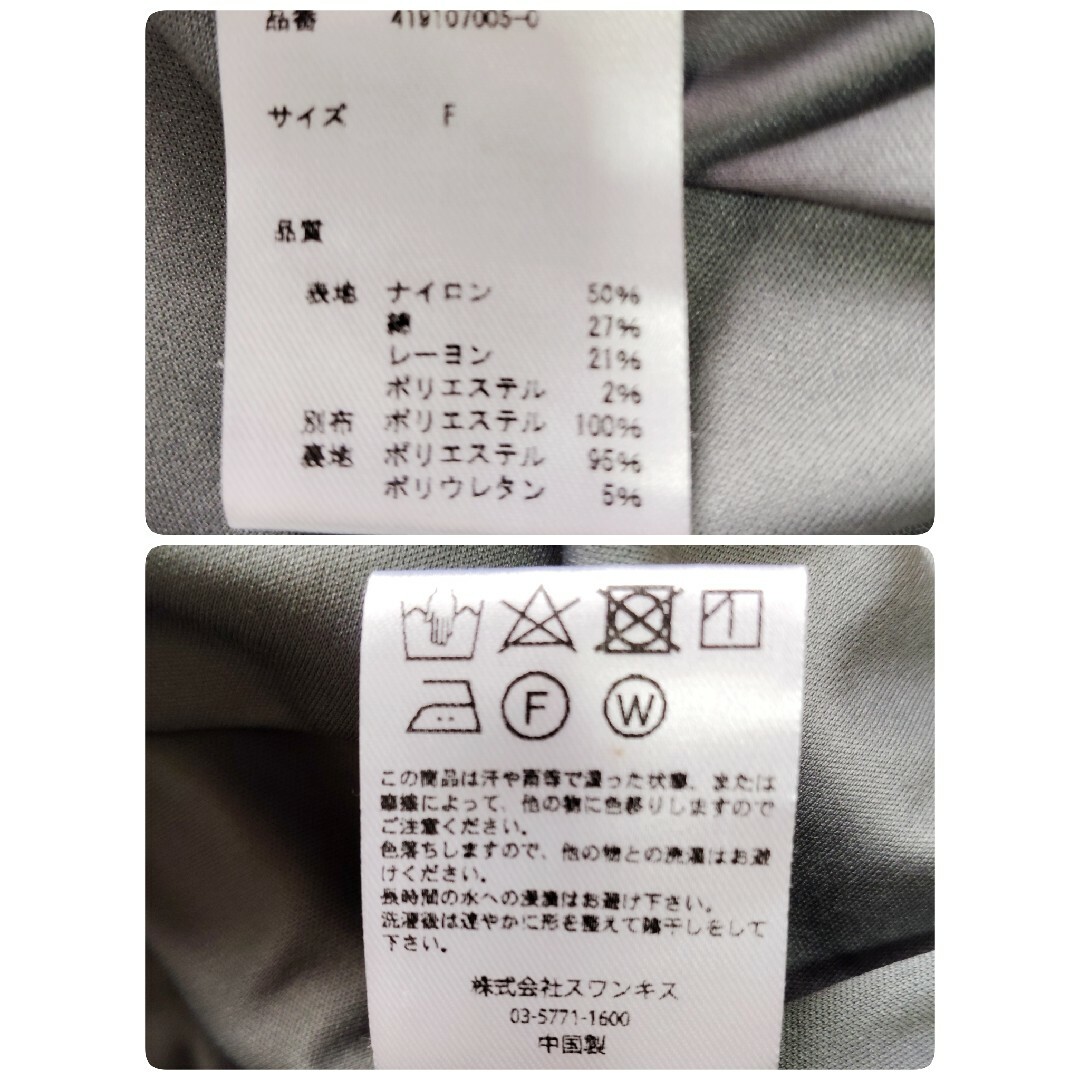 品番 419107005-0
サイズ F
品質
表地 ナイロン 50%
綿 27%
レーヨン 21%
ポリエステル 2%
別布 ポリエステル 100%
裏地 ポリエステル 95%
ポリウレタン 5%
F W
この商品は汗や雨等で湿った状態、または
摩擦によって、他の物に色移りしますので
ご注意ください。
色落ちしますので、他の物との洗濯はお避
けください。
長時間の水への浸漬はお避け下さい。
洗濯後は速やかに形を整えて陰干しをして
下さい。
株式会社スワンキス
03-5771-1600
中国製